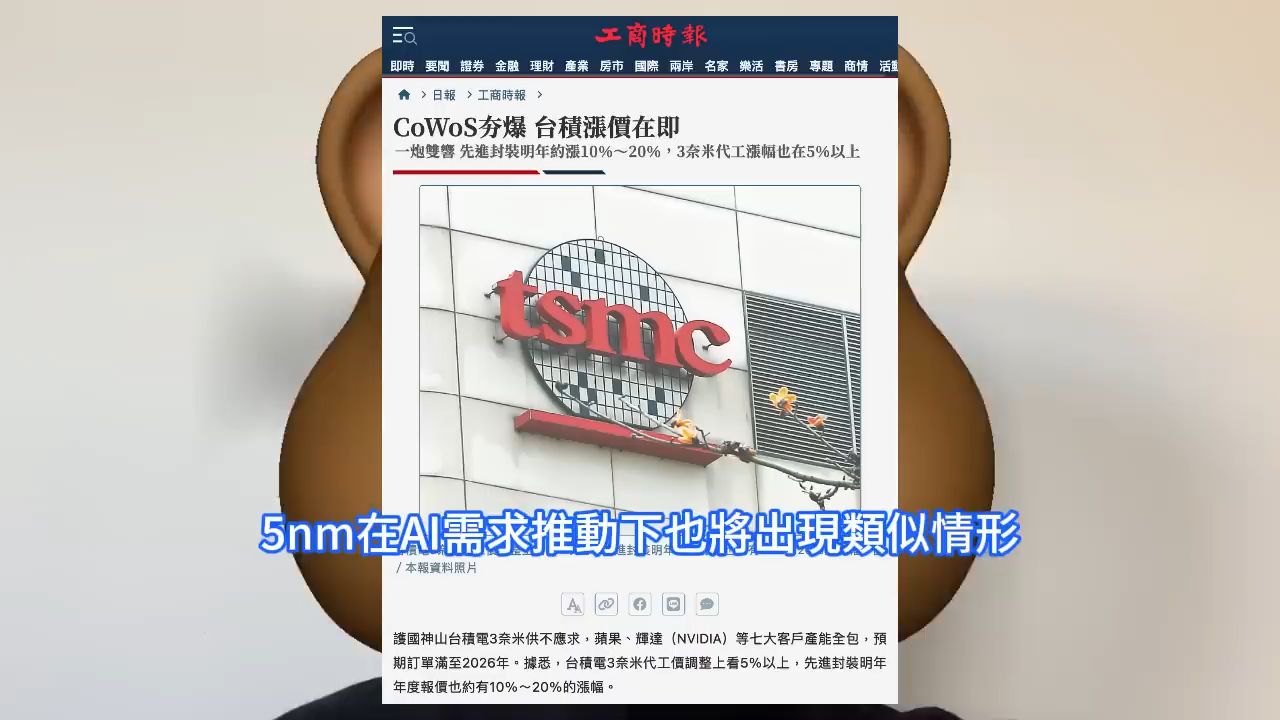 工商時報
即時 要聞 證券 金融 理財 產業 房市 國際 兩岸 名家 樂活 書房 專題 商情 活動
日報 工商時報
CoWoS夯爆 台積漲價在即
一炮雙響 先進封裝明年約漲10%～20%，3奈米代工漲幅也在5%以上
tsmc
5nm在AI需求推動下也將出現類似情形
/ 本報資料照片
護國神山台積電3奈米供不應求，蘋果、輝達（NVIDIA）等七大客戶產能全包，預
期訂單滿至2026年。據悉，台積電3奈米代工價調整上看5%以上，先進封裝明年
年度報價也約有10%～20%的漲幅。